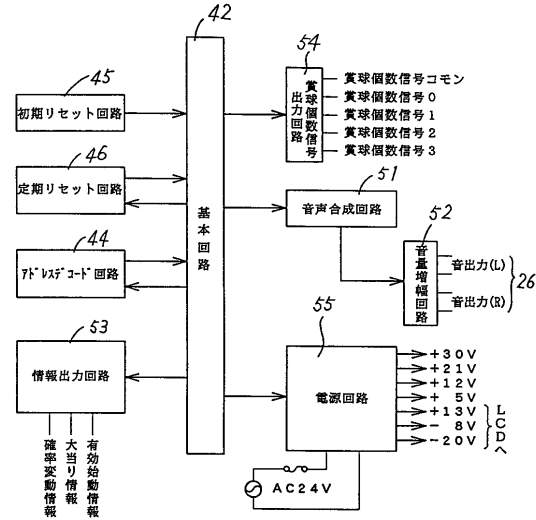 42
45
初期リセット回路
46
定期リセット回路
44
ｱﾄﾞﾚｽﾃﾞｺｰﾄﾞ回路
53
情報出力回路
確率変動情報
大当り情報
有効始動情報
基本回路
54
賞球個数信号
出力回路
賞球個数信号コモン
賞球個数信号0
賞球個数信号1
賞球個数信号2
賞球個数信号3
51
音声合成回路
52
音量増幅回路
音出力(L)
音出力(R)
26
55
電源回路
+30V
+21V
+12V
+ 5V
+13V
- 8V
-20V
LCDへ
AC24V